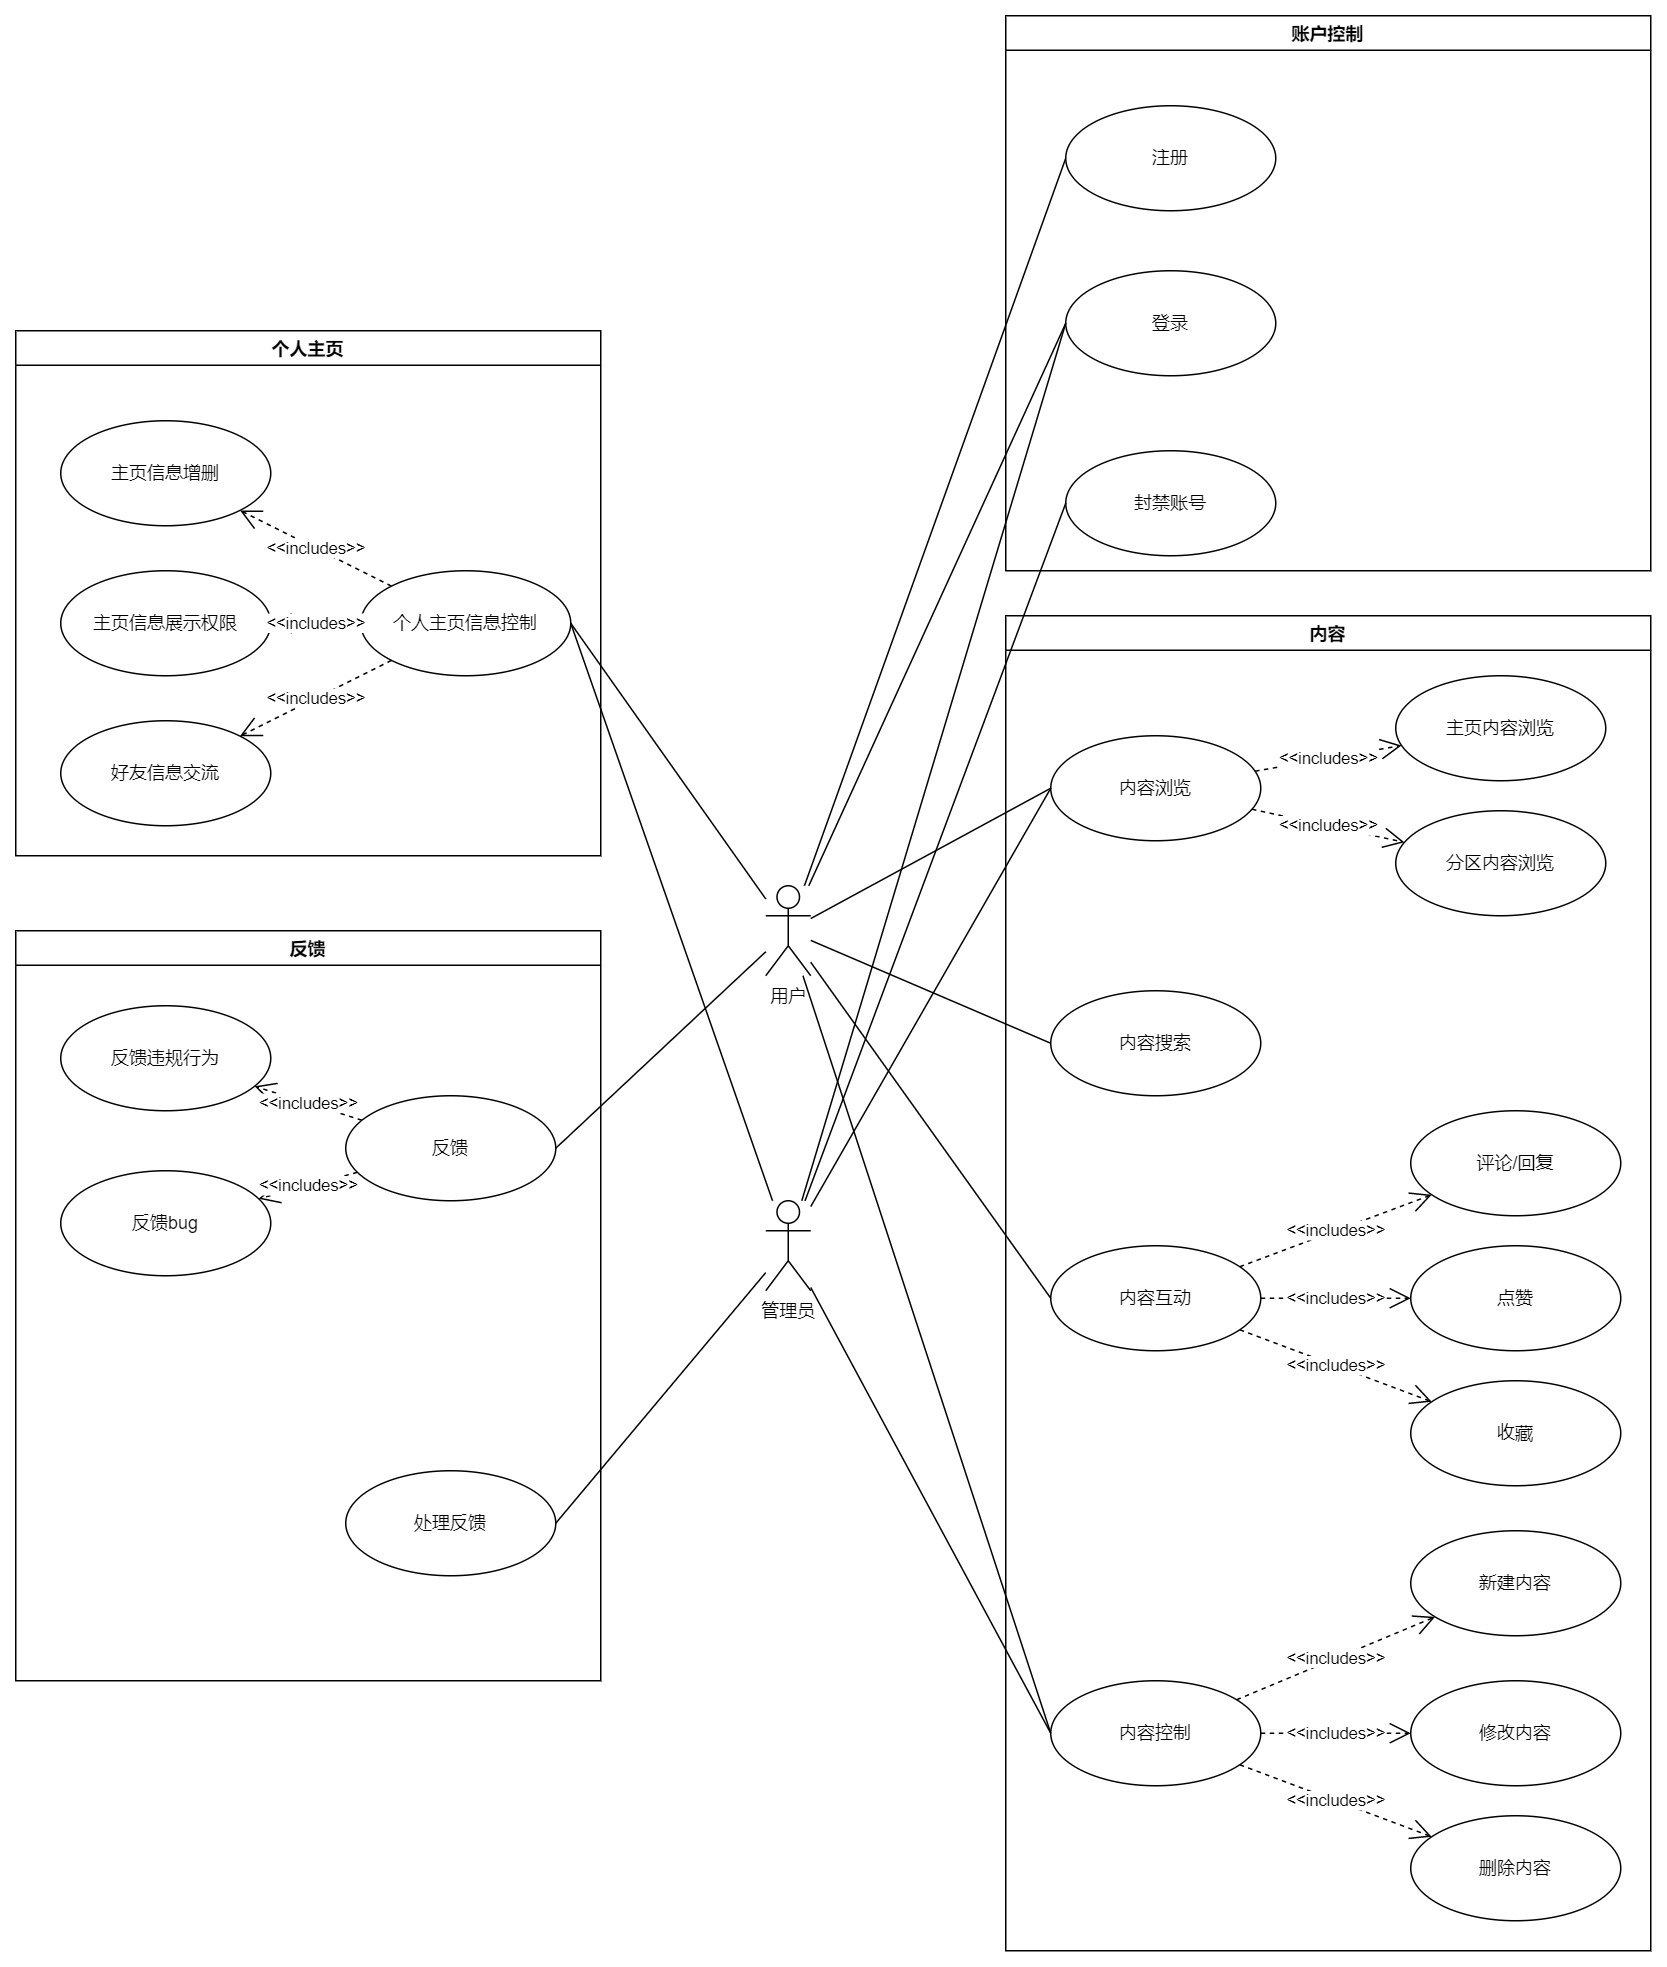 账户控制
注册
登录
封禁账号
个人主页
主页信息增删
<<includes>>
主页信息展示权限
<<includes>>
个人主页信息控制
<<includes>>
好友信息交流
内容
主页内容浏览
<<includes>>
内容浏览
<<includes>>
分区内容浏览
内容搜索
评论/回复
<<includes>>
内容互动
<<includes>>
点赞
<<includes>>
收藏
新建内容
<<includes>>
内容控制
<<includes>>
修改内容
<<includes>>
删除内容
用户
管理员
反馈
反馈违规行为
<<includes>>
反馈
<<includes>>
反馈bug
处理反馈